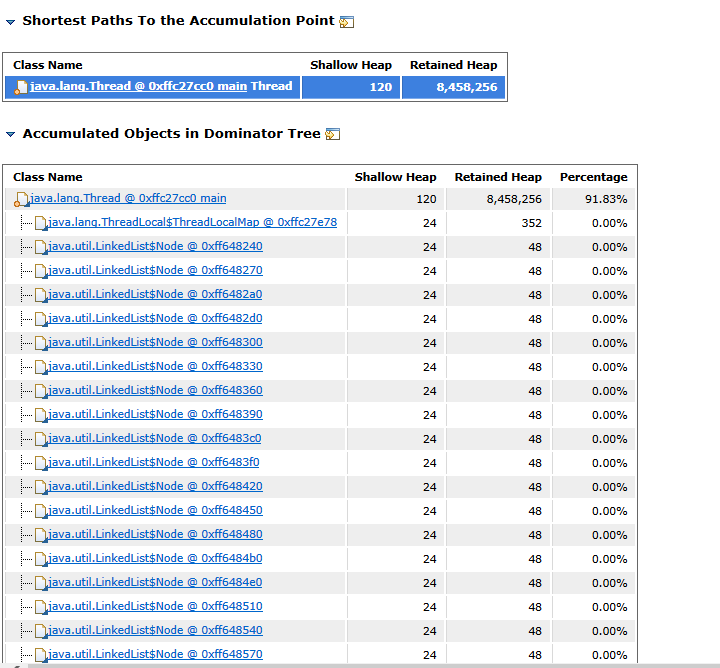 Shortest Paths To the Accumulation Point
Class Name Shallow Heap Retained Heap
java.lang.Thread @ 0xffc27cc0 main Thread 120 8,458,256
Accumulated Objects in Dominator Tree
Class Name Shallow Heap Retained Heap Percentage
java.lang.Thread @ 0xffc27cc0 main 120 8,458,256 91.83%
java.lang.ThreadLocal$ThreadLocalMap @ 0xffc27e78 24 352 0.00%
java.util.LinkedList$Node @ 0xff648240 24 48 0.00%
java.util.LinkedList$Node @ 0xff648270 24 48 0.00%
java.util.LinkedList$Node @ 0xff6482a0 24 48 0.00%
java.util.LinkedList$Node @ 0xff6482d0 24 48 0.00%
java.util.LinkedList$Node @ 0xff648300 24 48 0.00%
java.util.LinkedList$Node @ 0xff648330 24 48 0.00%
java.util.LinkedList$Node @ 0xff648360 24 48 0.00%
java.util.LinkedList$Node @ 0xff648390 24 48 0.00%
java.util.LinkedList$Node @ 0xff6483c0 24 48 0.00%
java.util.LinkedList$Node @ 0xff6483f0 24 48 0.00%
java.util.LinkedList$Node @ 0xff648420 24 48 0.00%
java.util.LinkedList$Node @ 0xff648450 24 48 0.00%
java.util.LinkedList$Node @ 0xff648480 24 48 0.00%
java.util.LinkedList$Node @ 0xff6484b0 24 48 0.00%
java.util.LinkedList$Node @ 0xff6484e0 24 48 0.00%
java.util.LinkedList$Node @ 0xff648510 24 48 0.00%
java.util.LinkedList$Node @ 0xff648540 24 48 0.00%
java.util.LinkedList$Node @ 0xff648570 24 48 0.00%